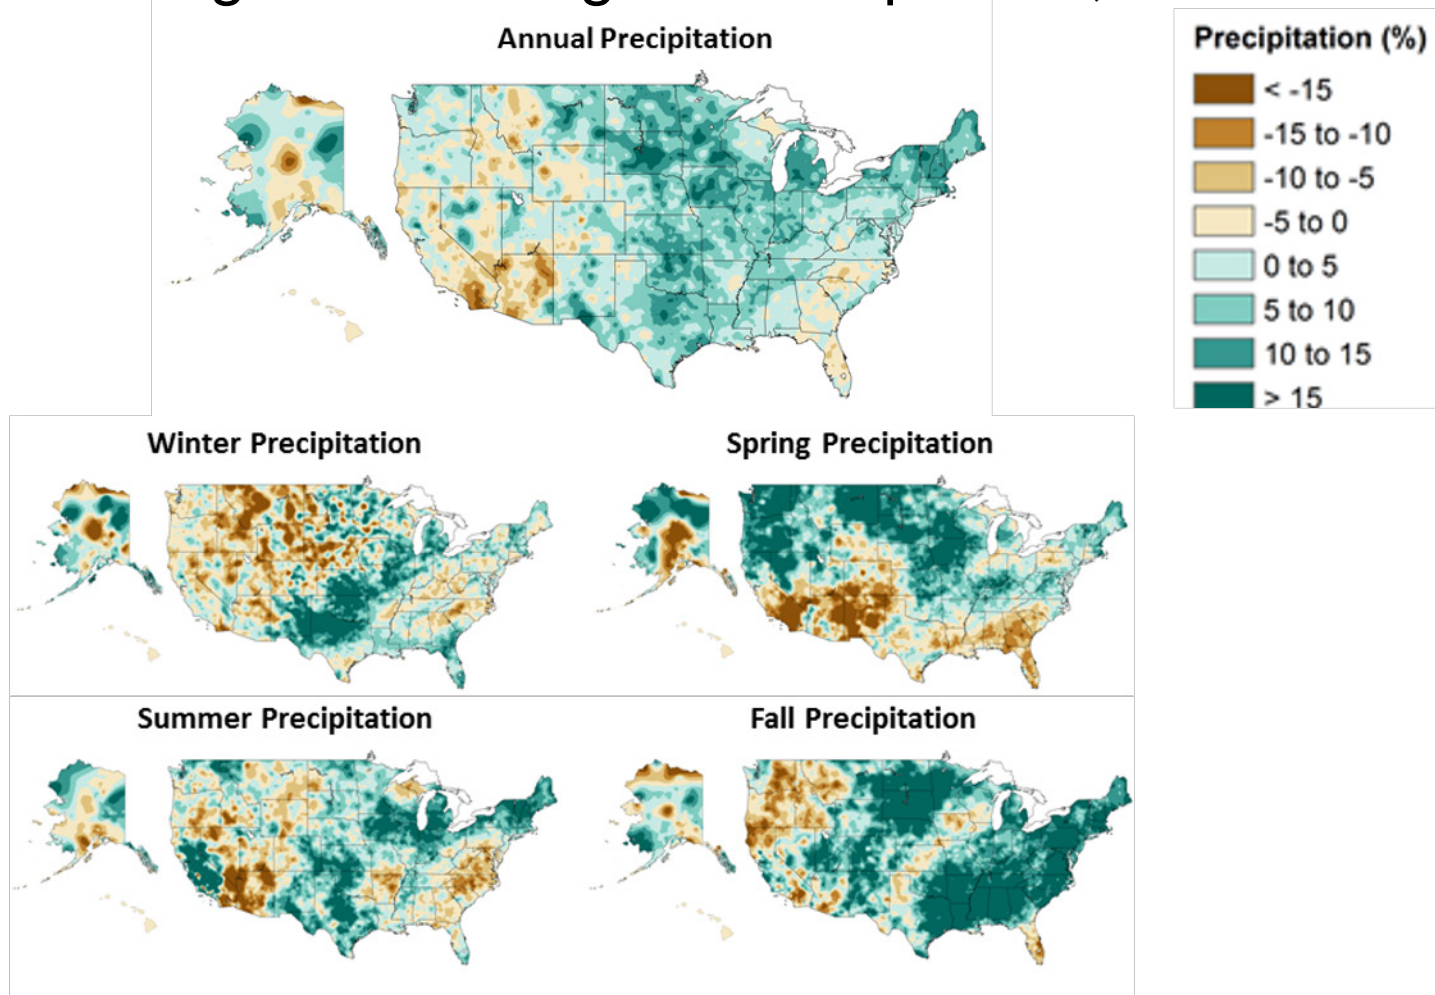 Annual Precipitation
Precipitation (%)
< -15
-15 to -10
-10 to -5
-5 to 0
0 to 5
5 to 10
10 to 15
> 15
Winter Precipitation
Spring Precipitation
Summer Precipitation
Fall Precipitation